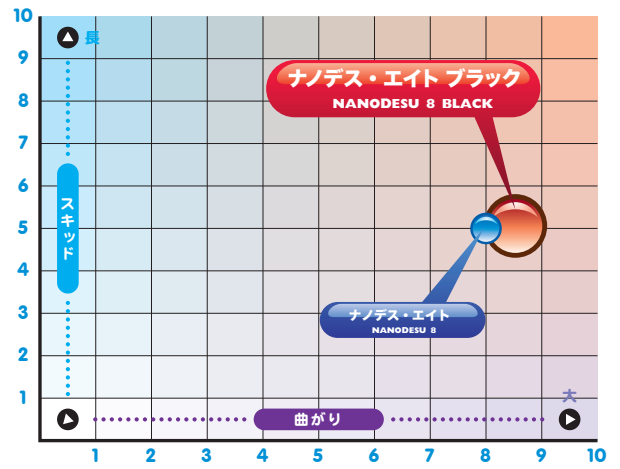 10
長
9
ナノデス・エイト ブラック
NANODESU 8 BLACK
8
7
6
スキッド
5
4
3
ナノデス・エイト
NANODESU 8
2
1
大
曲がり
1 2 3 4 5 6 7 8 9 10